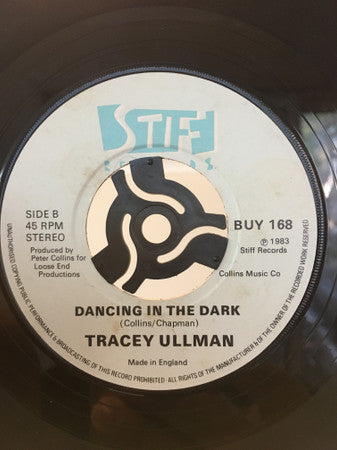 STIFF
RECORDS
SIDE B
45 RPM
STEREO
Produced by
Peter Collins for
Loose End
Productions
BUY 168
℗ 1983
Stiff Records
Collins Music Co
DANCING IN THE DARK
(Collins/Chapman)
TRACEY ULLMAN
Made in England
UNAUTHORISED COPYING PUBLIC PERFORMANCE & BROADCASTING OF THIS RECORD PROHIBITED. ALL RIGHTS OF THE MANUFACTURER & OF THE OWNER OF THE RECORDED WORK RESERVED